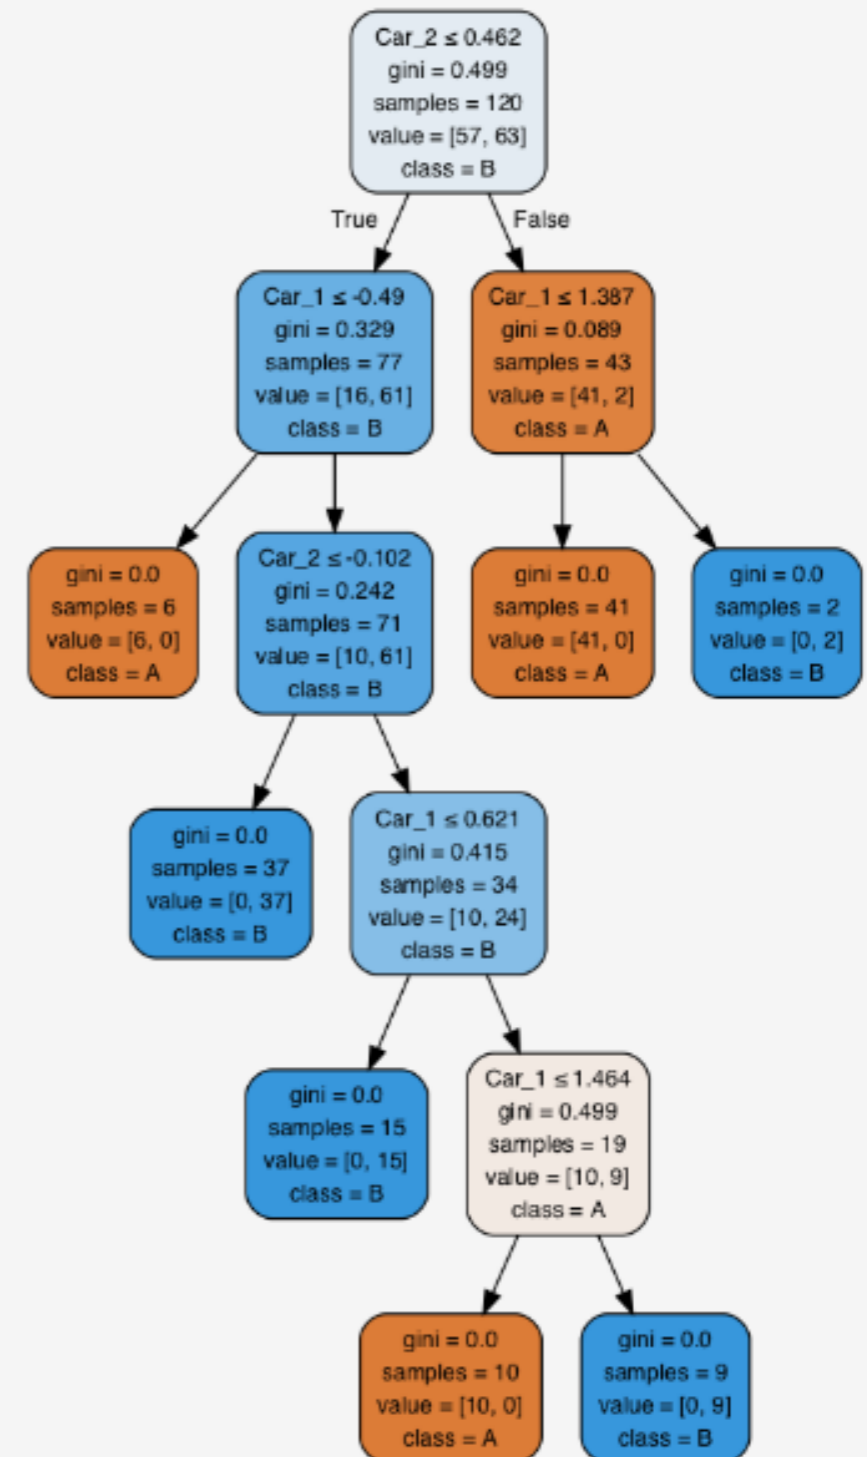 Car_2 ≤ 0.462
gini = 0.499
samples = 120
value = [57, 63]
class = B
True
False
Car_1 ≤ -0.49
gini = 0.329
samples = 77
value = [16, 61]
class = B
Car_1 ≤ 1.387
gini = 0.089
samples = 43
value = [41, 2]
class = A
gini = 0.0
samples = 6
value = [6, 0]
class = A
Car_2 ≤ -0.102
gini = 0.242
samples = 71
value = [10, 61]
class = B
gini = 0.0
samples = 41
value = [41, 0]
class = A
gini = 0.0
samples = 2
value = [0, 2]
class = B
gini = 0.0
samples = 37
value = [0, 37]
class = B
Car_1 ≤ 0.621
gini = 0.415
samples = 34
value = [10, 24]
class = B
gini = 0.0
samples = 15
value = [0, 15]
class = B
Car_1 ≤ 1.464
gini = 0.499
samples = 19
value = [10, 9]
class = A
gini = 0.0
samples = 10
value = [10, 0]
class = A
gini = 0.0
samples = 9
value = [0, 9]
class = B